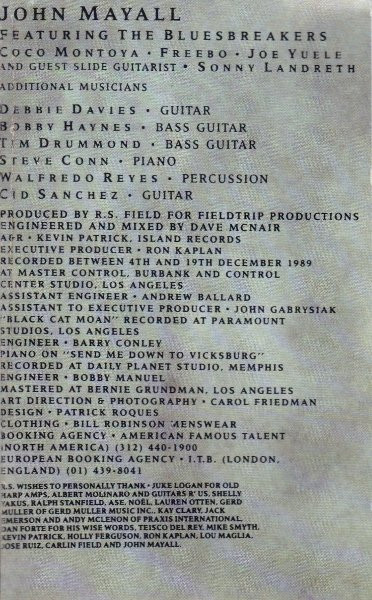 JOHN MAYALL
FEATURING THE BLUESBREAKERS
COCO MONTOYA · FREEBO · JOE YUELE
AND GUEST SLIDE GUITARIST · SONNY LANDRETH
ADDITIONAL MUSICIANS
DEBBIE DAVIES · GUITAR
BOBBY HAYNES · BASS GUITAR
TIM DRUMMOND · BASS GUITAR
STEVE CONN · PIANO
WALFREDO REYES · PERCUSSION
CID SANCHEZ · GUITAR
PRODUCED BY R.S. FIELD FOR FIELDTRIP PRODUCTIONS
ENGINEERED AND MIXED BY DAVE MCNAIR
A&R · KEVIN PATRICK, ISLAND RECORDS
EXECUTIVE PRODUCER · RON KAPLAN
RECORDED BETWEEN 4TH AND 19TH DECEMBER 1989
AT MASTER CONTROL, BURBANK AND CONTROL
CENTER STUDIO, LOS ANGELES
ASSISTANT ENGINEER · ANDREW BALLARD
ASSISTANT TO EXECUTIVE PRODUCER · JOHN GABRYSIAK
"BLACK CAT MOAN" RECORDED AT PARAMOUNT
STUDIOS, LOS ANGELES
ENGINEER · BARRY CONLEY
PIANO ON "SEND ME DOWN TO VICKSBURG"
RECORDED AT DAILY PLANET STUDIO, MEMPHIS
ENGINEER · BOBBY MANUEL
MASTERED AT BERNIE GRUNDMAN, LOS ANGELES
ART DIRECTION & PHOTOGRAPHY · CAROL FRIEDMAN
DESIGN · PATRICK ROQUES
CLOTHING · BILL ROBINSON MENSWEAR
BOOKING AGENCY · AMERICAN FAMOUS TALENT
(NORTH AMERICA) (312) 440-1900
EUROPEAN BOOKING AGENCY · I.T.B. (LONDON,
ENGLAND) (01) 439-8041
R.S. WISHES TO PERSONALLY THANK · JUKE LOGAN FOR OLD
HARP AMPS, ALBERT MOLINARO AND GUITARS R' US, SHELLY
YAKUS, RALPH STANFIELD, ASE, NOËL, LAUREN OTTEN, GERD
MULLER OF GERD MULLER MUSIC INC., KAY CLARY, JACK
EMERSON AND ANDY MCLENON OF PRAXIS INTERNATIONAL,
DAN FORTE FOR HIS WISE WORDS, TEISCO DEL REY, MIKE SMYTH,
KEVIN PATRICK, HOLLY FERGUSON, RON KAPLAN, LOU MAGLIA,
JOSE RUIZ, CARLIN FIELD AND JOHN MAYALL.